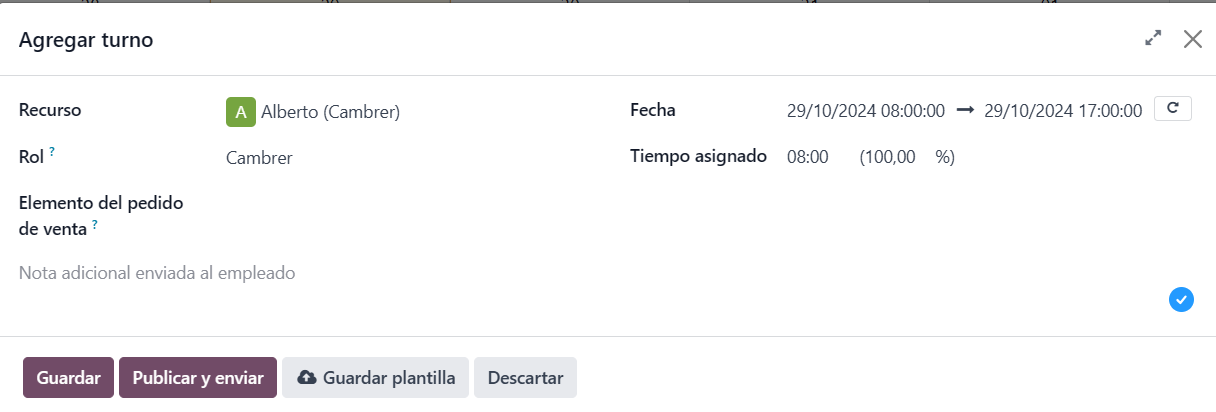 Agregar turno
Recurso
A Alberto (Cambrer)
Fecha
29/10/2024 08:00:00 → 29/10/2024 17:00:00
Rol ?
Cambrer
Tiempo asignado
08:00 (100,00 %)
Elemento del pedido
de venta ?
Nota adicional enviada al empleado
Guardar
Publicar y enviar
Guardar plantilla
Descartar